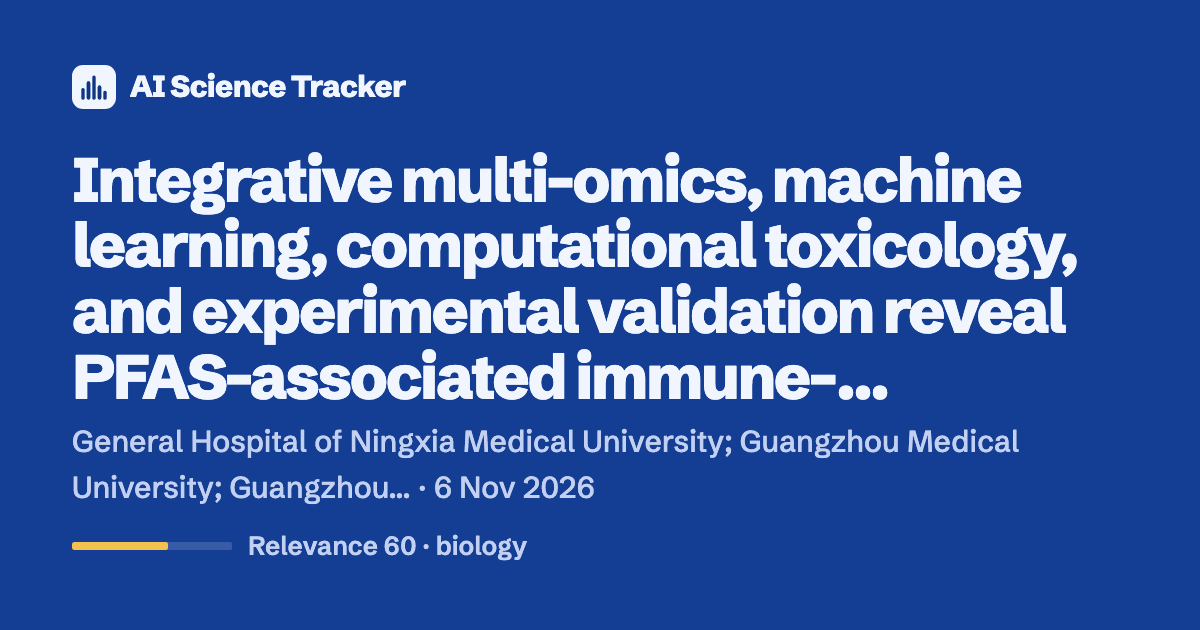 AI Science Tracker
Integrative multi-omics, machine
learning, computational toxicology,
and experimental validation reveal
PFAS-associated immune-...
General Hospital of Ningxia Medical University; Guangzhou Medical
University; Guangzhou... · 6 Nov 2026
Relevance 60 · biology